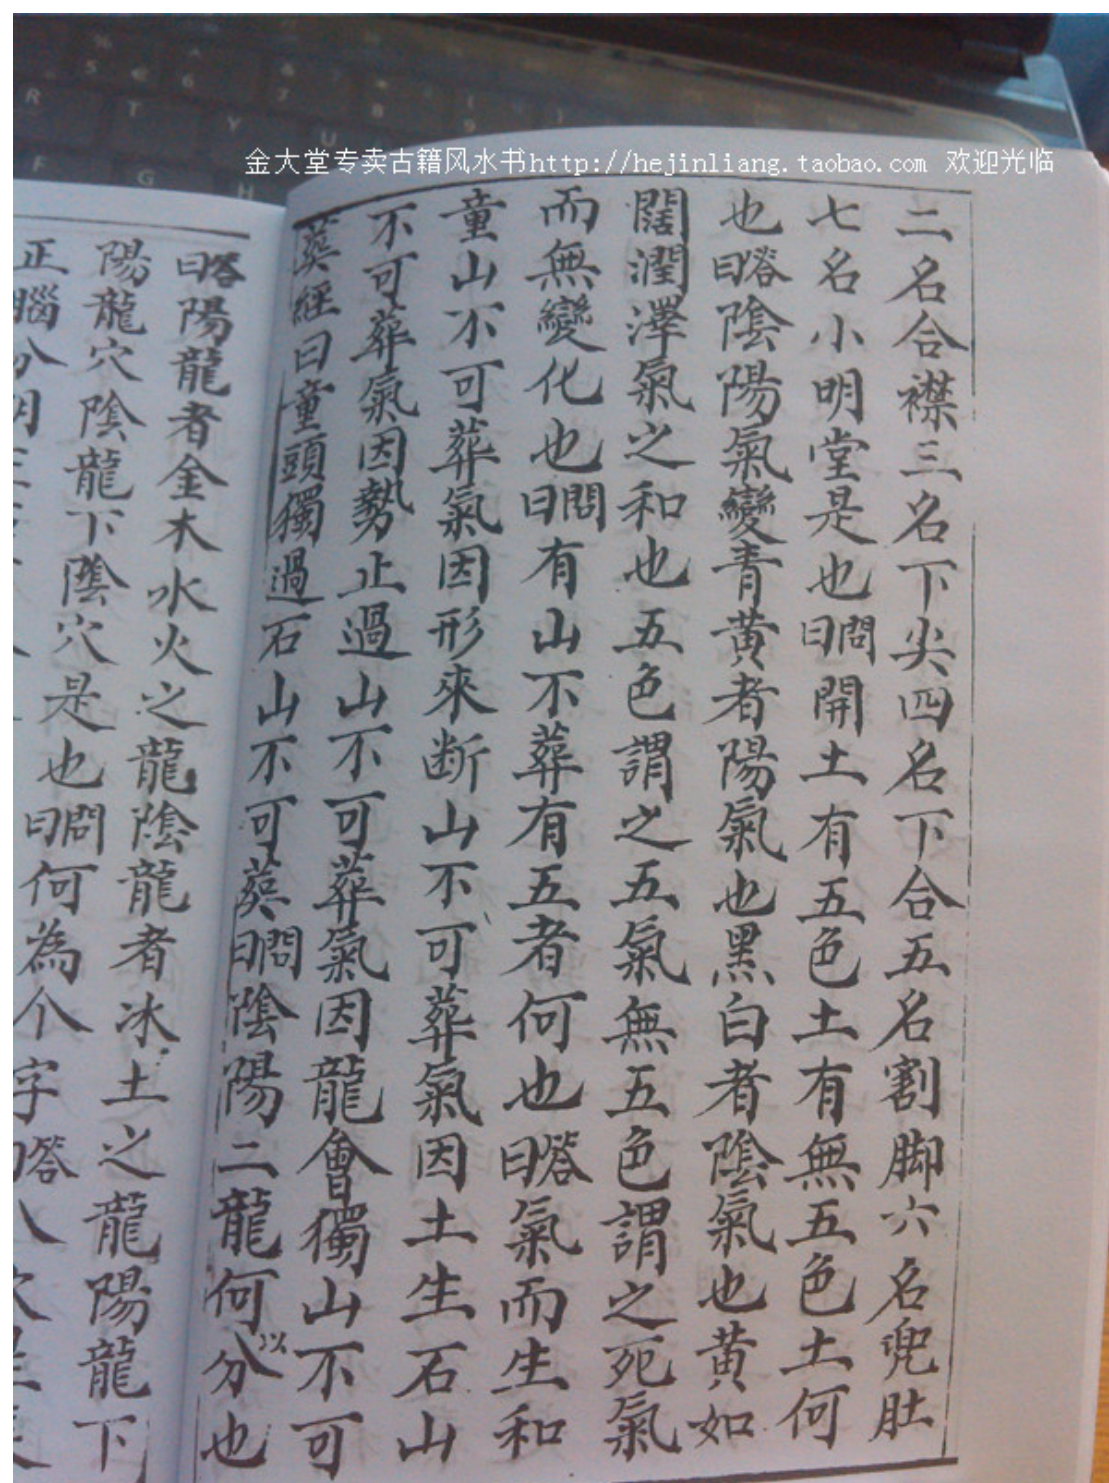 金大堂专卖古籍风水书http://hejinliang.taobao.com 欢迎光临
二名合襟三名下尖四名下合五名割脚六名兜肚
七名小明堂是也問曰開土有五色土有無五色土何
也答曰陰陽氣變青黃者陽氣也黑白者陰氣也黄如
闊潤澤氣之和也五色謂之五氣無五色謂之死氣
而無變化也問曰有山不葬有五者何也答曰氣而生和
童山不可葬氣因形來断山不可葬氣因土生石山
不可葬氣因勢止過山不可葬氣因龍會獨山不可
葬經曰童頭獨過石山不可葬問曰陰陽二龍何以分也
答曰陽龍者金木水火之龍陰龍者冰土之龍陽龍下
陽龍穴陰龍下陰穴是也問曰何為个字